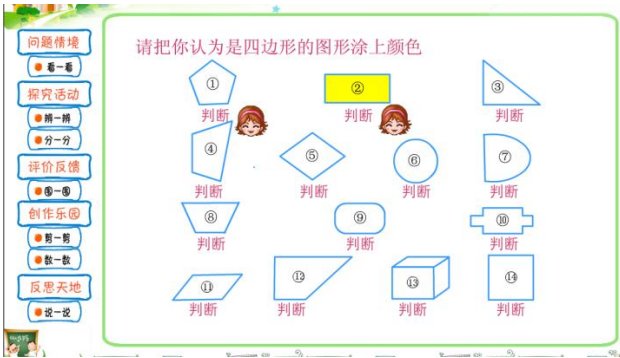 问题情境
看一看
探究活动
辨一辨
分一分
评价反馈
围一围
创作乐园
剪一剪
数一数
反思天地
说一说
请把你认为是四边形的图形涂上颜色
① ② ③
判断 判断 判断
④ ⑤ ⑥ ⑦
判断 判断 判断 判断
⑧ ⑨ ⑩
判断 判断 判断
⑪ ⑫ ⑬ ⑭
判断 判断 判断 判断